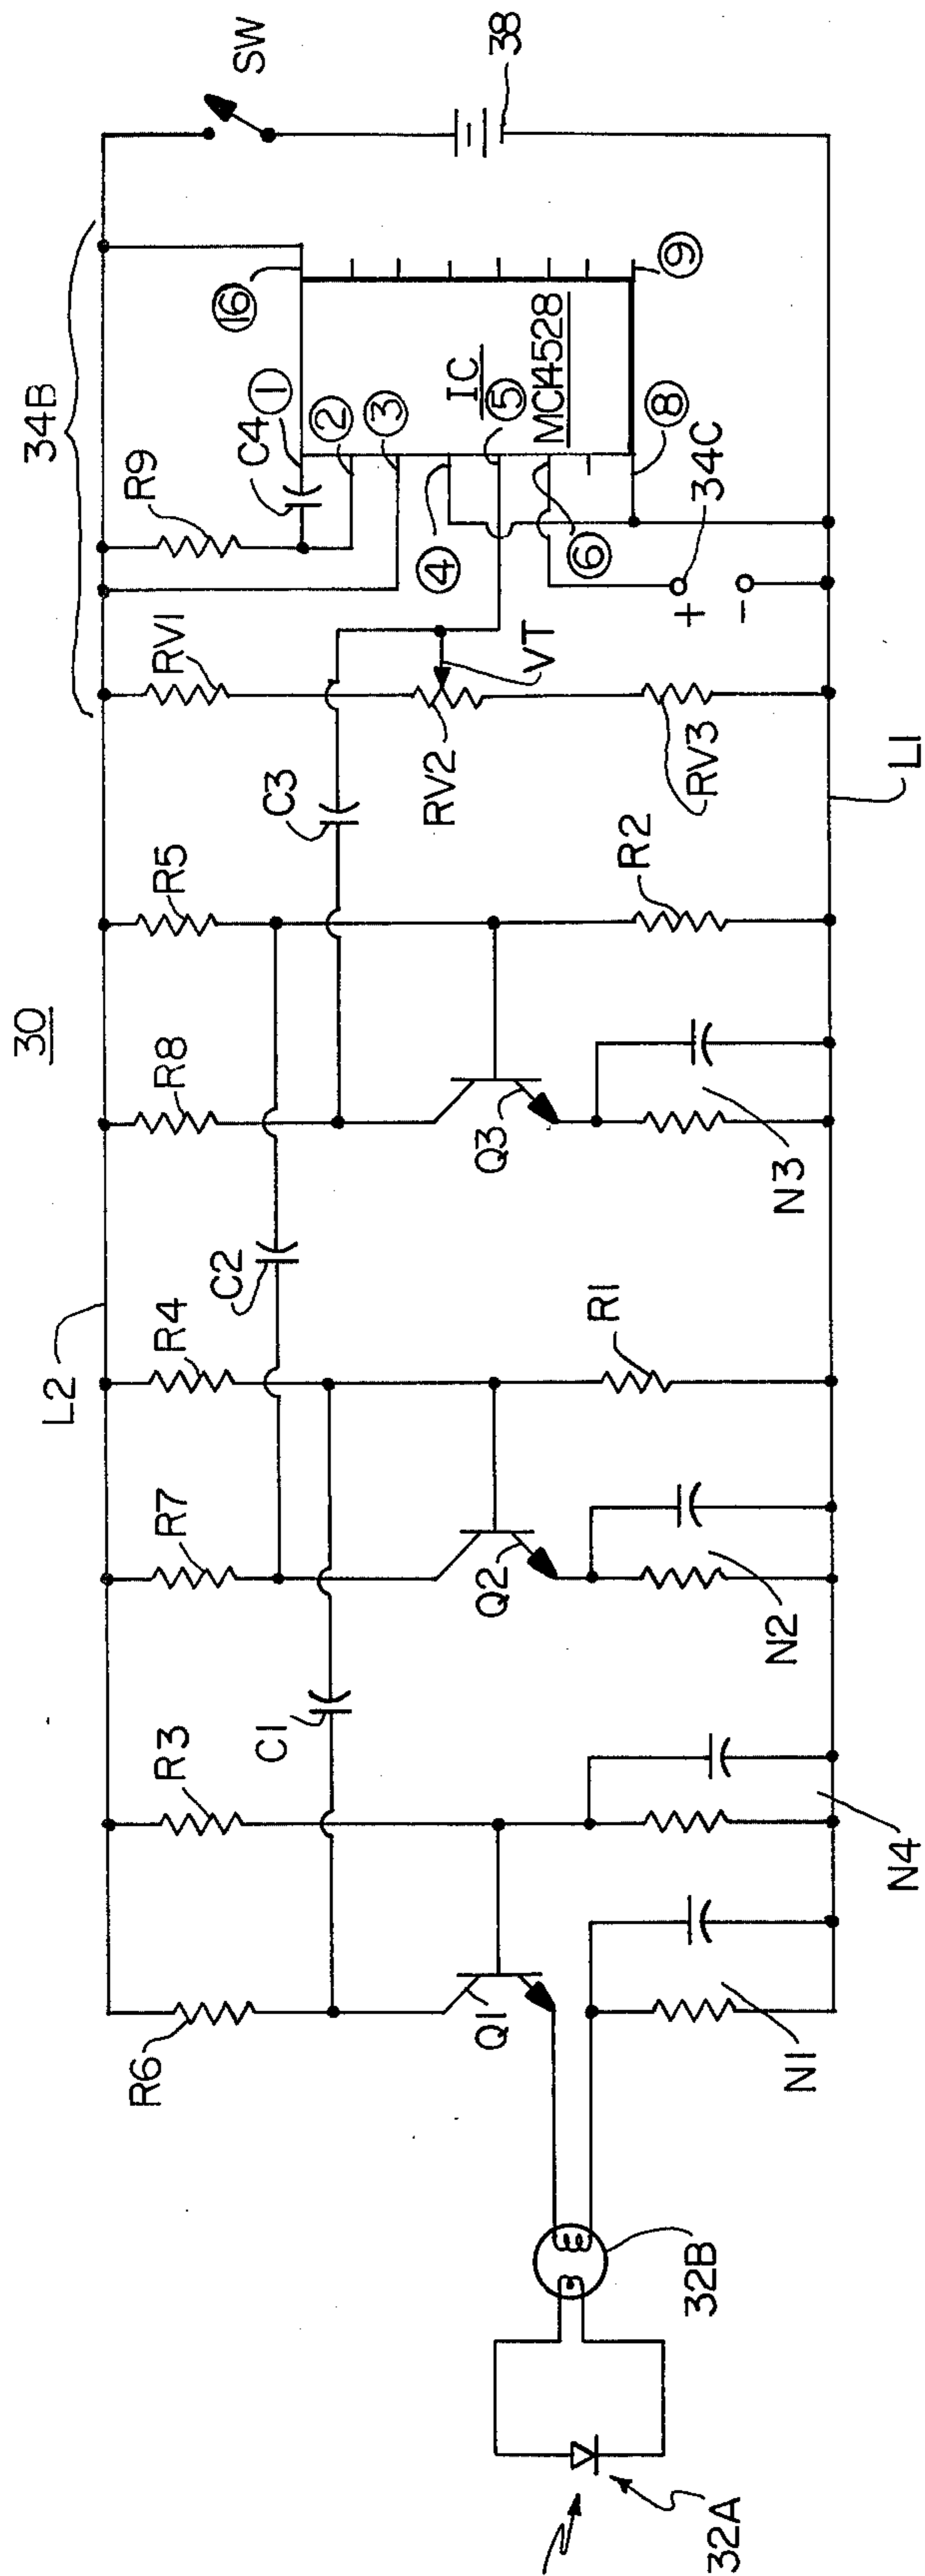 30
34B
SW
L2
R6
R3
R7
R4
R8
R5
RV1
R9
C4
1
16
2
3
C1
C2
C3
IC
4
5
MC14528
6
8
9
38
Q1
Q2
Q3
RV2
VT
34C
+
-
R1
R2
RV3
N1
N4
N2
N3
L1
32B
32A